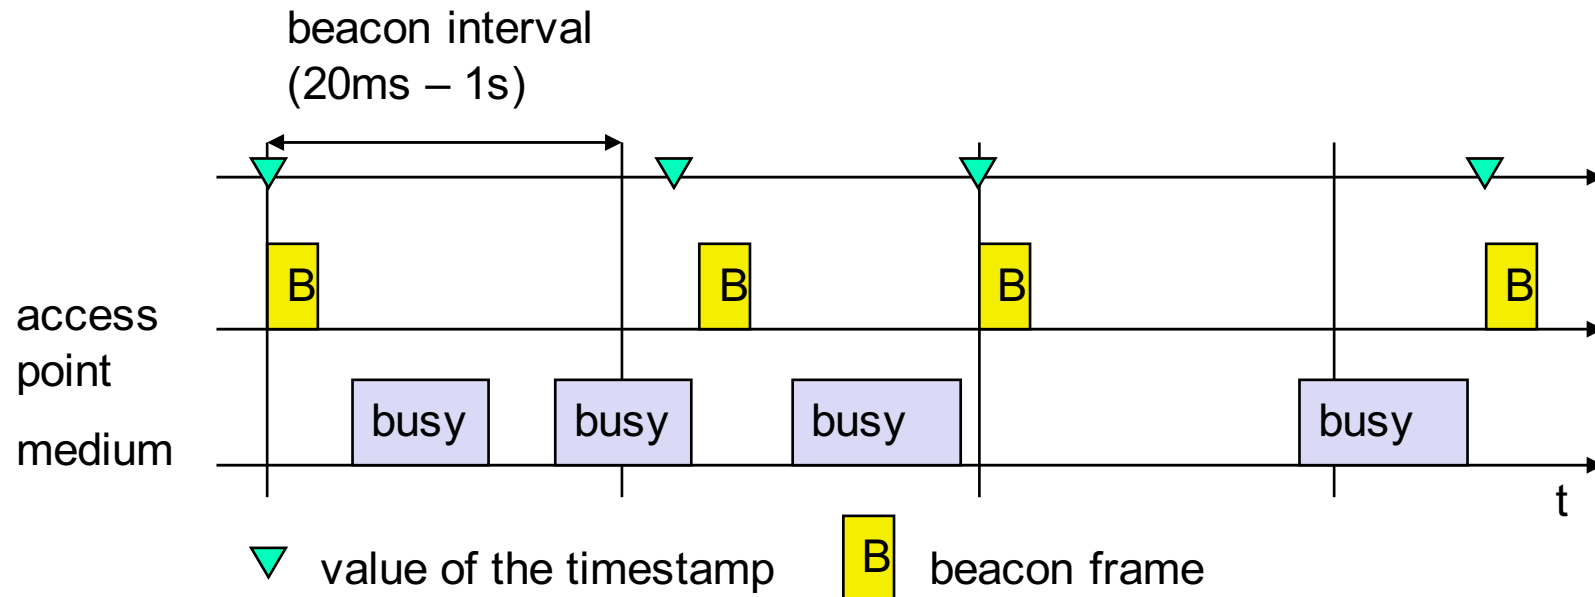 beacon interval
(20ms – 1s)
B B B B
access
point
busy busy busy busy
medium
t
value of the timestamp B beacon frame